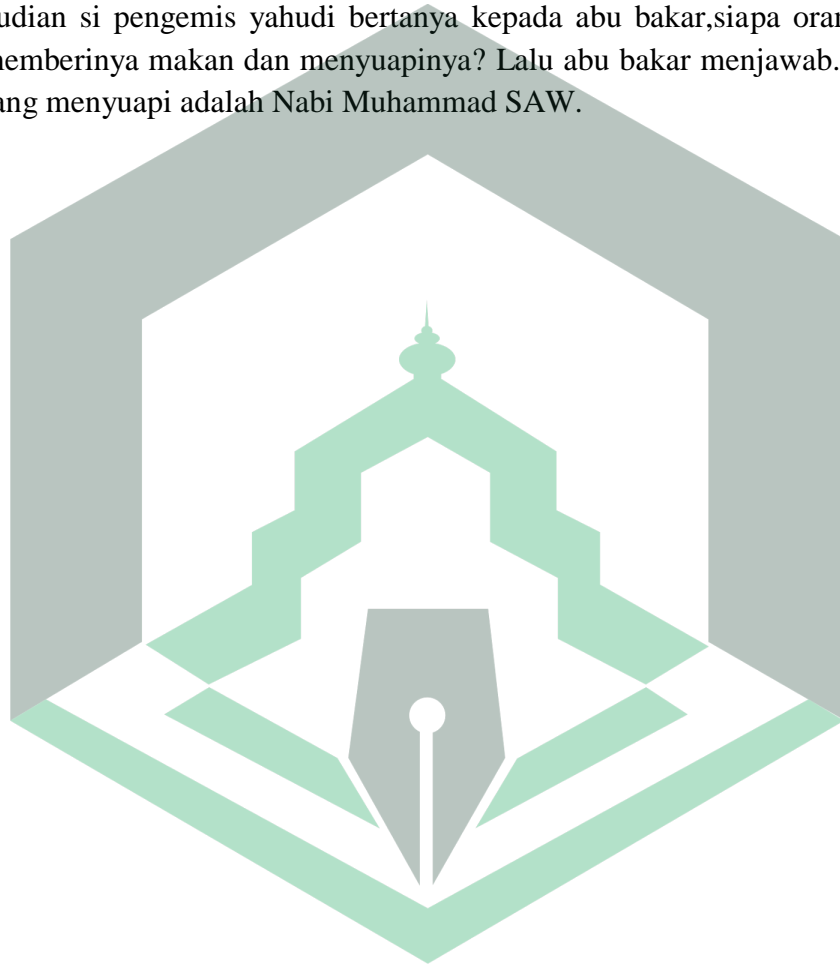 udian si pengemis yahudi bertanya kepada abu bakar,siapa oran
nemberinya makan dan menyuapinya? Lalu abu bakar menjawab.
ang menyuapi adalah Nabi Muhammad SAW.